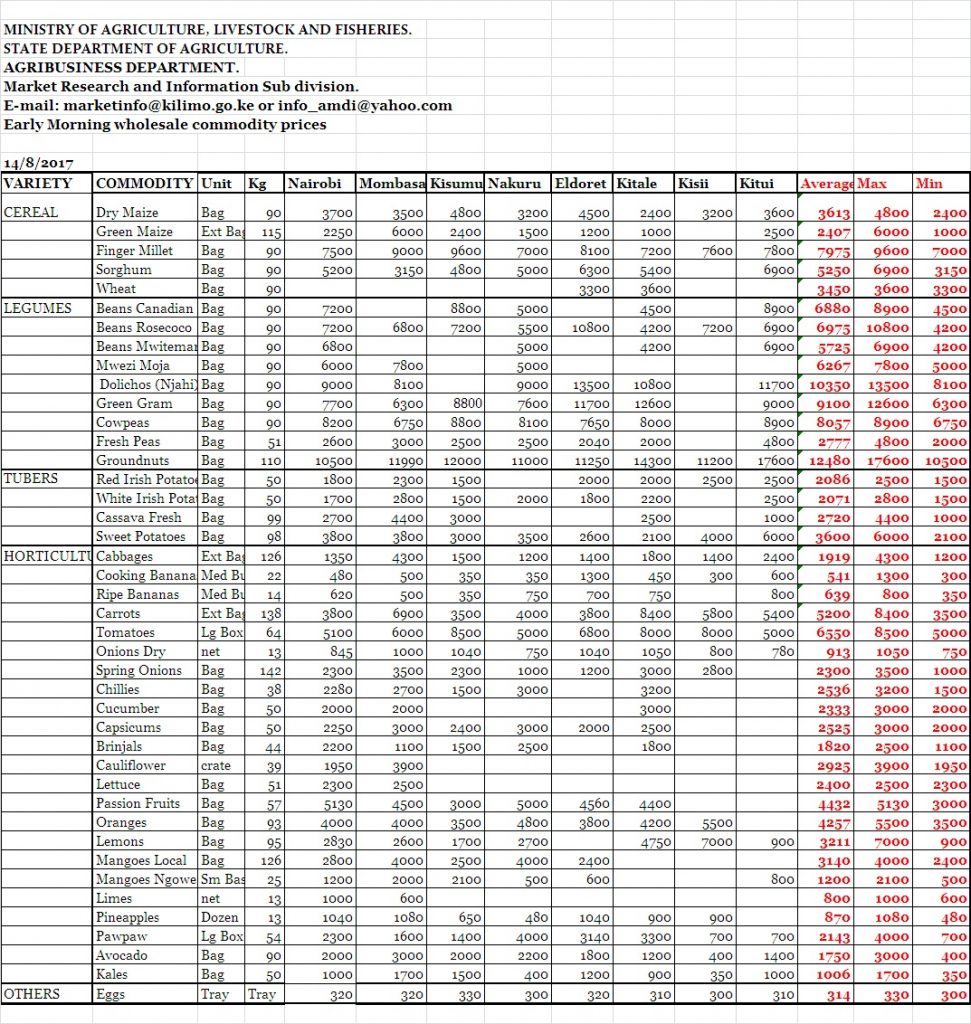 MINISTRY OF AGRICULTURE, LIVESTOCK AND FISHERIES.
STATE DEPARTMENT OF AGRICULTURE.
AGRIBUSINESS DEPARTMENT.
Market Research and Information Sub division.
E-mail: marketinfo@kilimo.go.ke or info_amdi@yahoo.com
Early Morning wholesale commodity prices
14/8/2017
VARIETY COMMODITY Unit Kg Nairobi Mombasa Kisumu Nakuru Eldoret Kitale Kisii Kitui Average Max Min
CEREAL Dry Maize Bag 90 3700 3500 4800 3200 4500 2400 3200 3600 3613 4800 2400
Green Maize Ext Bag 115 2250 6000 2400 1500 1200 1000 2500 2407 6000 1000
Finger Millet Bag 90 7500 9000 9600 7000 8100 7200 7600 7800 7975 9600 7000
Sorghum Bag 90 5200 3150 4800 5000 6300 5400 6900 5250 6900 3150
Wheat Bag 90 3300 3600 3450 3600 3300
LEGUMES Beans Canadian Bag 90 7200 8800 5000 4500 8900 6880 8900 4500
Beans Rosecoco Bag 90 7200 6800 7200 5500 10800 4200 7200 6900 6975 10800 4200
Beans Mwitemar Bag 90 6800 5000 4200 6900 5725 6900 4200
Mwezi Moja Bag 90 6000 7800 5000 6267 7800 5000
Dolichos (Njahi) Bag 90 9000 8100 9000 13500 10800 11700 10350 13500 8100
Green Gram Bag 90 7700 6300 8800 7600 11700 12600 9000 9100 12600 6300
Cowpeas Bag 90 8200 6750 8800 8100 7650 8000 8900 8057 8900 6750
Fresh Peas Bag 51 2600 3000 2500 2500 2040 2000 4800 2777 4800 2000
Groundnuts Bag 110 10500 11990 12000 11000 11250 14300 11200 17600 12480 17600 10500
TUBERS Red Irish Potatoe Bag 50 1800 2300 1500 2000 2000 2500 2500 2086 2500 1500
White Irish Potat Bag 50 1700 2800 1500 2000 1800 2200 2500 2071 2800 1500
Cassava Fresh Bag 99 2700 4400 3000 2500 1000 2720 4400 1000
Sweet Potatoes Bag 98 3800 3800 3000 3500 2600 2100 4000 6000 3600 6000 2100
HORTICULTU Cabbages Ext Bag 126 1350 4300 1500 1200 1400 1800 1400 2400 1919 4300 1200
Cooking Banana Med Bu 22 480 500 350 350 1300 450 300 600 541 1300 300
Ripe Bananas Med Bu 14 620 500 350 750 700 750 800 639 800 350
Carrots Ext Bag 138 3800 6900 3500 4000 3800 8400 5800 5400 5200 8400 3500
Tomatoes Lg Box 64 5100 6000 8500 5000 6800 8000 8000 5000 6550 8500 5000
Onions Dry net 13 845 1000 1040 750 1040 1050 800 780 913 1050 750
Spring Onions Bag 142 2300 3500 2300 1000 1200 3000 2800 2300 3500 1000
Chillies Bag 38 2280 2700 1500 3000 3200 2536 3200 1500
Cucumber Bag 50 2000 2000 3000 2333 3000 2000
Capsicums Bag 50 2250 3000 2400 3000 2000 2500 2525 3000 2000
Brinjals Bag 44 2200 1100 1500 2500 1800 1820 2500 1100
Cauliflower crate 39 1950 3900 2925 3900 1950
Lettuce Bag 51 2300 2500 2400 2500 2300
Passion Fruits Bag 57 5130 4500 3000 5000 4560 4400 4432 5130 3000
Oranges Bag 93 4000 4000 3500 4800 3800 4200 5500 4257 5500 3500
Lemons Bag 95 2830 2600 1700 2700 4750 7000 900 3211 7000 900
Mangoes Local Bag 126 2800 4000 2500 4000 2400 3140 4000 2400
Mangoes Ngowe Sm Bas 25 1200 2000 2100 500 600 800 1200 2100 500
Limes net 13 1000 600 800 1000 600
Pineapples Dozen 13 1040 1080 650 480 1040 900 900 870 1080 480
Pawpaw Lg Box 54 2300 1600 1400 4000 3140 3300 700 700 2143 4000 700
Avocado Bag 90 2000 3000 2000 2200 1800 1200 400 1400 1750 3000 400
Kales Bag 50 1000 1700 1500 400 1200 900 350 1000 1006 1700 350
OTHERS Eggs Tray Tray 320 320 330 300 320 310 300 310 314 330 300